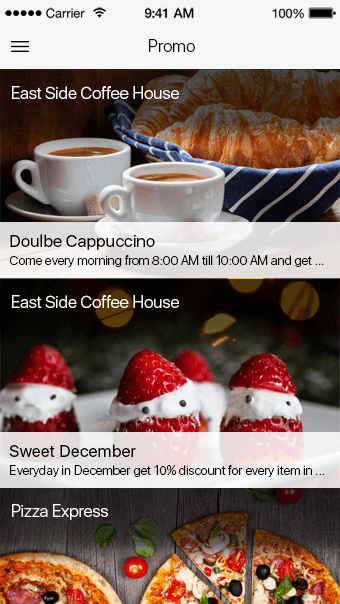 Carrier 9:41 AM 100%
Promo
East Side Coffee House
Doulbe Cappuccino
Come every morning from 8:00 AM till 10:00 AM and get ...
East Side Coffee House
Sweet December
Everyday in December get 10% discount for every item in ...
Pizza Express